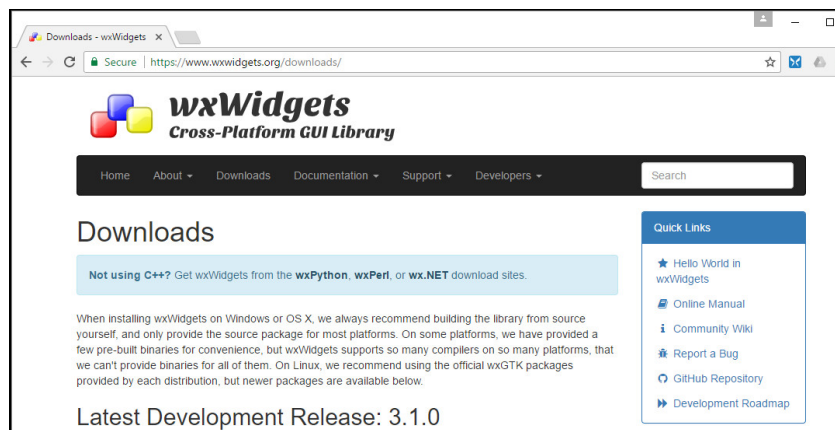 Downloads - wxWidgets
Secure
https://www.wxwidgets.org/downloads/
wxWidgets
Cross-Platform GUI Library
Home About Downloads Documentation Support Developers
Search
Downloads
Not using C++? Get wxWidgets from the wxPython, wxPerl, or wx.NET download sites.
When installing wxWidgets on Windows or OS X, we always recommend building the library from source
yourself, and only provide the source package for most platforms. On some platforms, we have provided a
few pre-built binaries for convenience, but wxWidgets supports so many compilers on so many platforms, that
we can't provide binaries for all of them. On Linux, we recommend using the official wxGTK packages
provided by each distribution, but newer packages are available below.
Latest Development Release: 3.1.0
Quick Links
Hello World in
wxWidgets
Online Manual
Community Wiki
Report a Bug
GitHub Repository
Development Roadmap